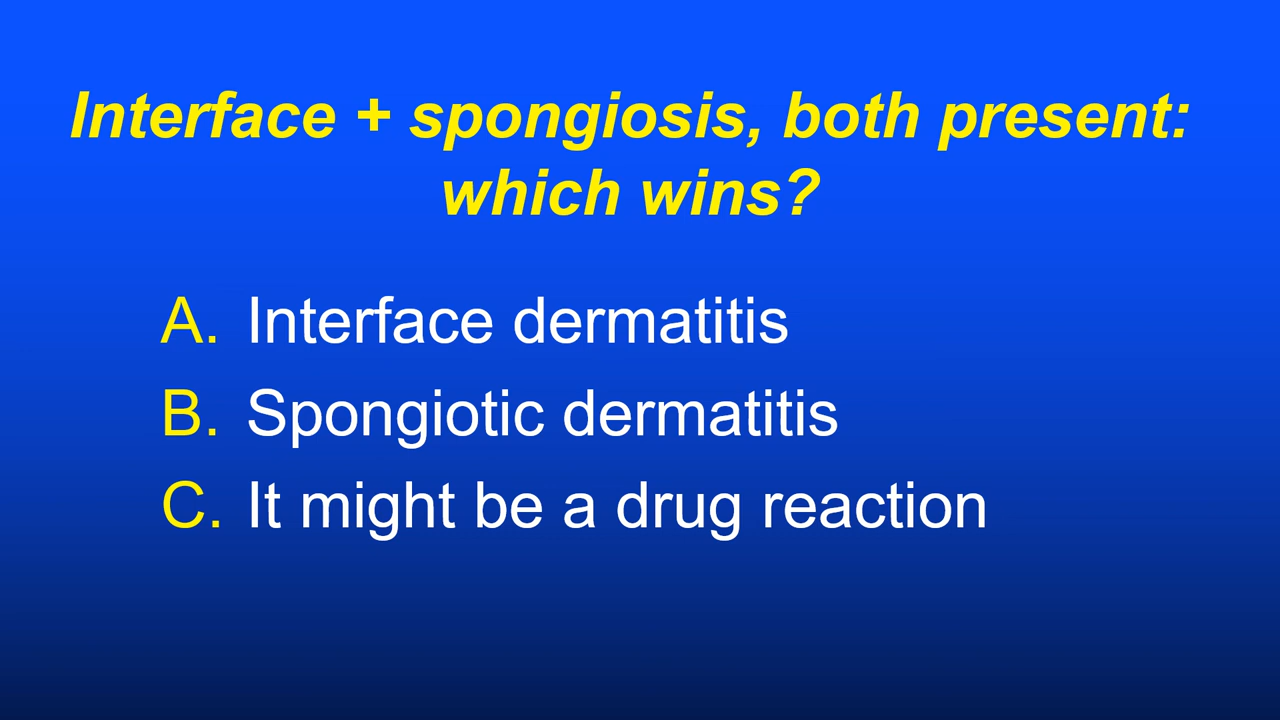 Interface + spongiosis, both present:
which wins?
A. Interface dermatitis
B. Spongiotic dermatitis
C. It might be a drug reaction